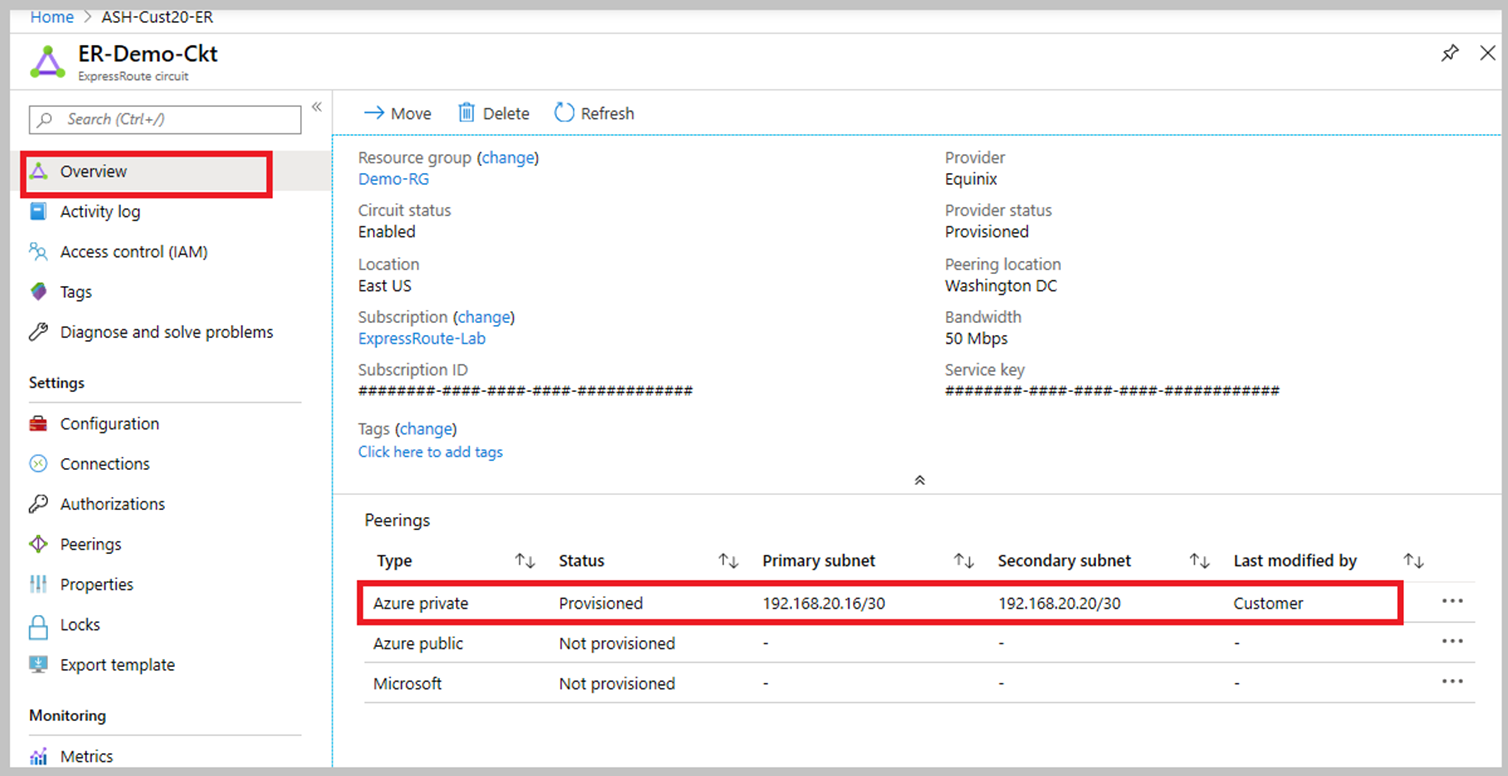 Home > ASH-Cust20-ER
ER-Demo-Ckt
ExpressRoute circuit
Search (Ctrl+/)
«
Overview
Activity log
Access control (IAM)
Tags
Diagnose and solve problems
Settings
Configuration
Connections
Authorizations
Peerings
Properties
Locks
Export template
Monitoring
Metrics
Move Delete Refresh
Resource group (change)
Demo-RG
Circuit status
Enabled
Location
East US
Subscription (change)
ExpressRoute-Lab
Subscription ID
########-####-####-####-############
Tags (change)
Click here to add tags
Provider
Equinix
Provider status
Provisioned
Peering location
Washington DC
Bandwidth
50 Mbps
Service key
########-####-####-####-############
Peerings
Type Status Primary subnet Secondary subnet Last modified by
Azure private Provisioned 192.168.20.16/30 192.168.20.20/30 Customer
Azure public Not provisioned - - -
Microsoft Not provisioned - - -